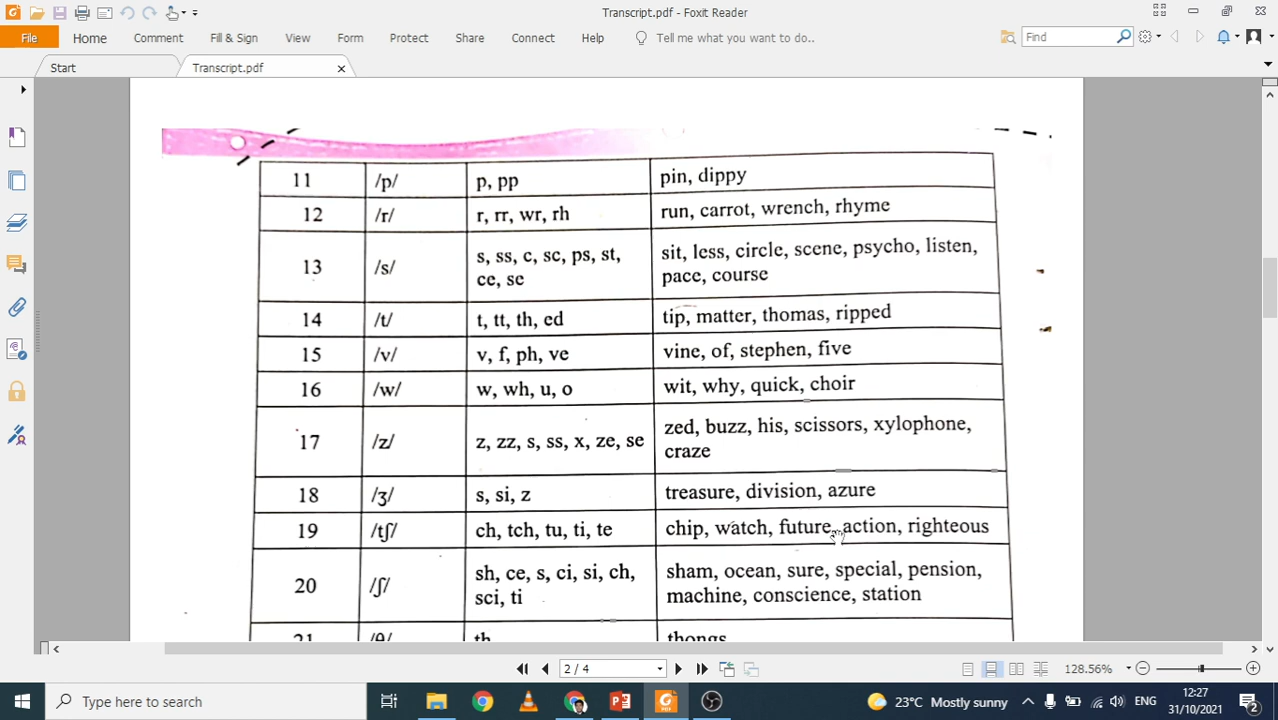 Transcript.pdf - Foxit Reader
File Home Comment Fill & Sign View Form Protect Share Connect Help Tell me what you want to do.. Find
Start Transcript.pdf
11 /p/ p, pp pin, dippy
12 /r/ r, rr, wr, rh run, carrot, wrench, rhyme
13 /s/ s, ss, c, sc, ps, st, ce, se sit, less, circle, scene, psycho, listen, pace, course
14 /t/ t, tt, th, ed tip, matter, thomas, ripped
15 /v/ v, f, ph, ve vine, of, stephen, five
16 /w/ w, wh, u, o wit, why, quick, choir
17 /z/ z, zz, s, ss, x, ze, se zed, buzz, his, scissors, xylophone, craze
18 /ʒ/ s, si, z treasure, division, azure
19 /tʃ/ ch, tch, tu, ti, te chip, watch, future, action, righteous
20 /ʃ/ sh, ce, s, ci, si, ch, sci, ti sham, ocean, sure, special, pension, machine, conscience, station
21 /θ/ th thongs
2 / 4 128.56%
Type here to search 23°C Mostly sunny ENG 12:27
31/10/2021 2